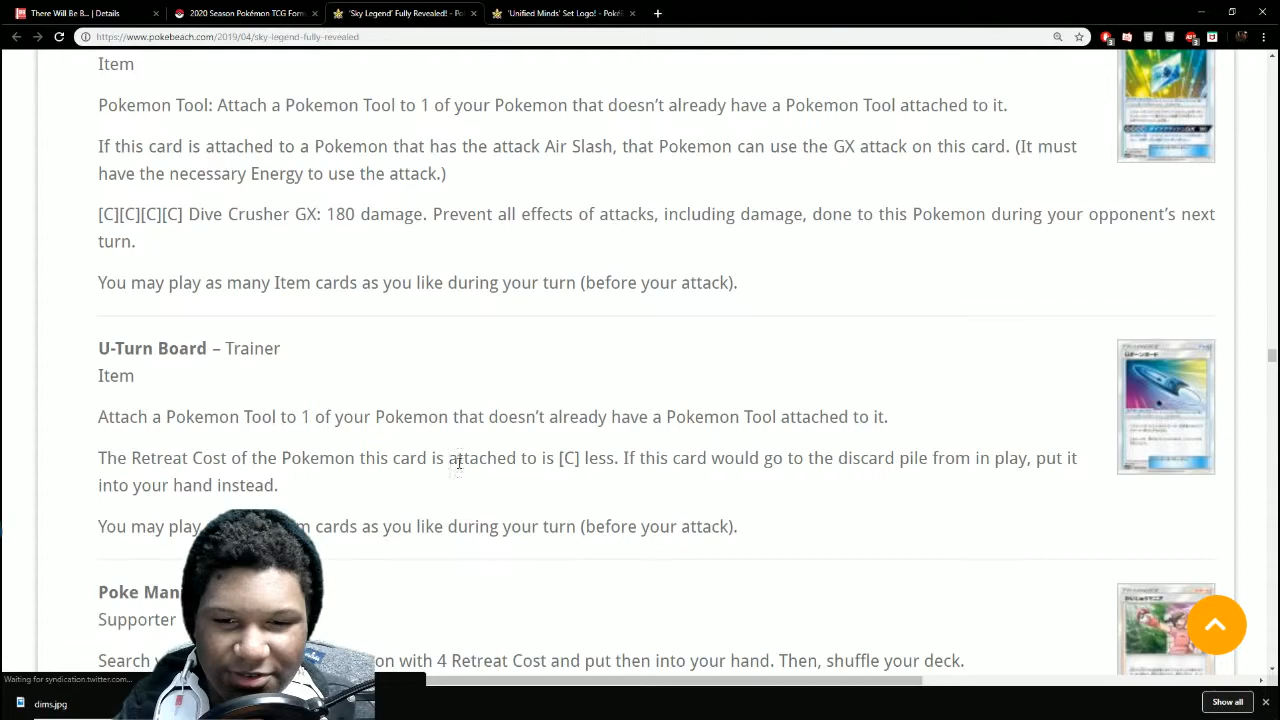 There Will Be B... | Details
2020 Season Pokémon TCG Form
'Sky Legend' Fully Revealed! - Po
'Unified Minds' Set Logo! - Poké
https://www.pokebeach.com/2019/04/sky-legend-fully-revealed
Item
Pokemon Tool: Attach a Pokemon Tool to 1 of your Pokemon that doesn't already have a Pokemon Tool attached to it.
If this card is attached to a Pokemon that has the attack Air Slash, that Pokemon can use the GX attack on this card. (It must
have the necessary Energy to use the attack.)
[C][C][C][C] Dive Crusher GX: 180 damage. Prevent all effects of attacks, including damage, done to this Pokemon during your opponent's next
turn.
You may play as many Item cards as you like during your turn (before your attack).
U-Turn Board – Trainer
Item
Attach a Pokemon Tool to 1 of your Pokemon that doesn't already have a Pokemon Tool attached to it.
The Retreat Cost of the Pokemon this card to is [C] less. If this card would go to the discard pile from in play, put it
into your hand instead.
You may play cards as you like during your turn (before your attack).
Poke Man
Supporter
Search on with 4 Retreat Cost and put then into your hand. Then, shuffle your deck.
Waiting for syndication.twitter.com...
dims.jpg
Show all